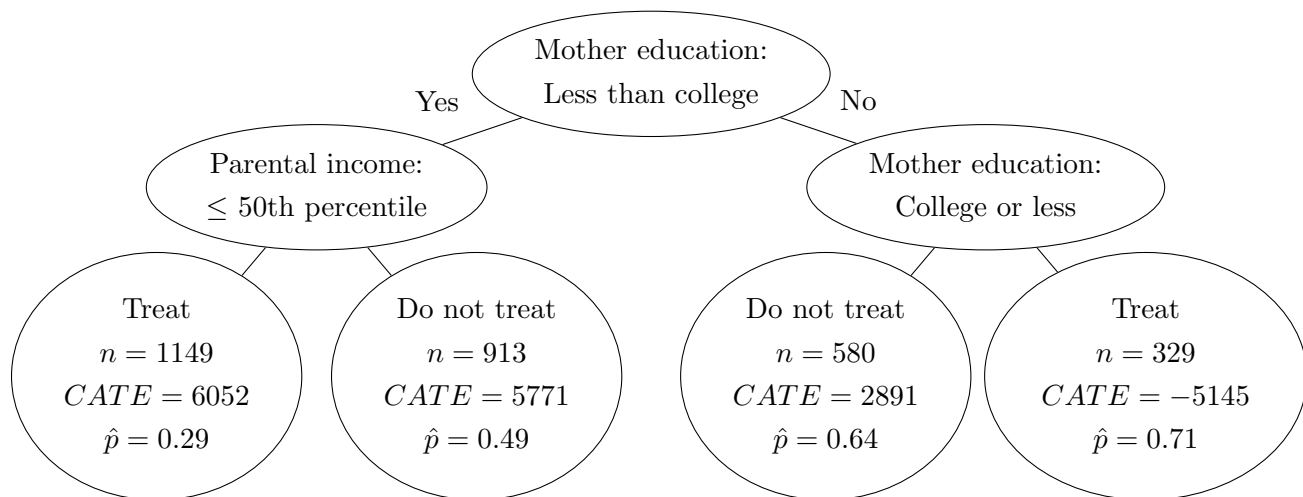 Mother education:
Less than college
Yes
No
Parental income:
≤ 50th percentile
Mother education:
College or less
Treat
n = 1149
CATE = 6052
p̂ = 0.29
Do not treat
n = 913
CATE = 5771
p̂ = 0.49
Do not treat
n = 580
CATE = 2891
p̂ = 0.64
Treat
n = 329
CATE = −5145
p̂ = 0.71